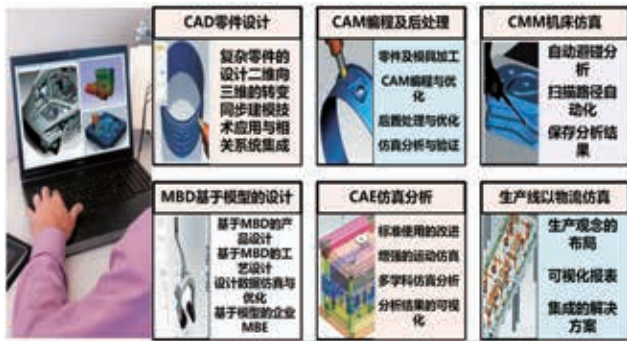 CAD零件设计
复杂零件的
设计二维向
三维的转变
同步建模技
术应用与相
关系统集成
CAM编程及后处理
零件及模具加工
CAM编程与优
化
后置处理与优化
仿真分析与验证
CMM机床仿真
自动避碰分
析
扫描路径自
动化
保存分析结
果
MBD基于模型的设计
基于MBD的产
品设计
基于MBD的工
艺设计
设计数据仿真与
优化
基于模型的企业
MBE
CAE仿真分析
标准使用的改进
增强的运动仿真
多学科仿真分析
分析结果的可视
化
生产线以物流仿真
生产观念的
布局
可视化报表
集成的解决
方案